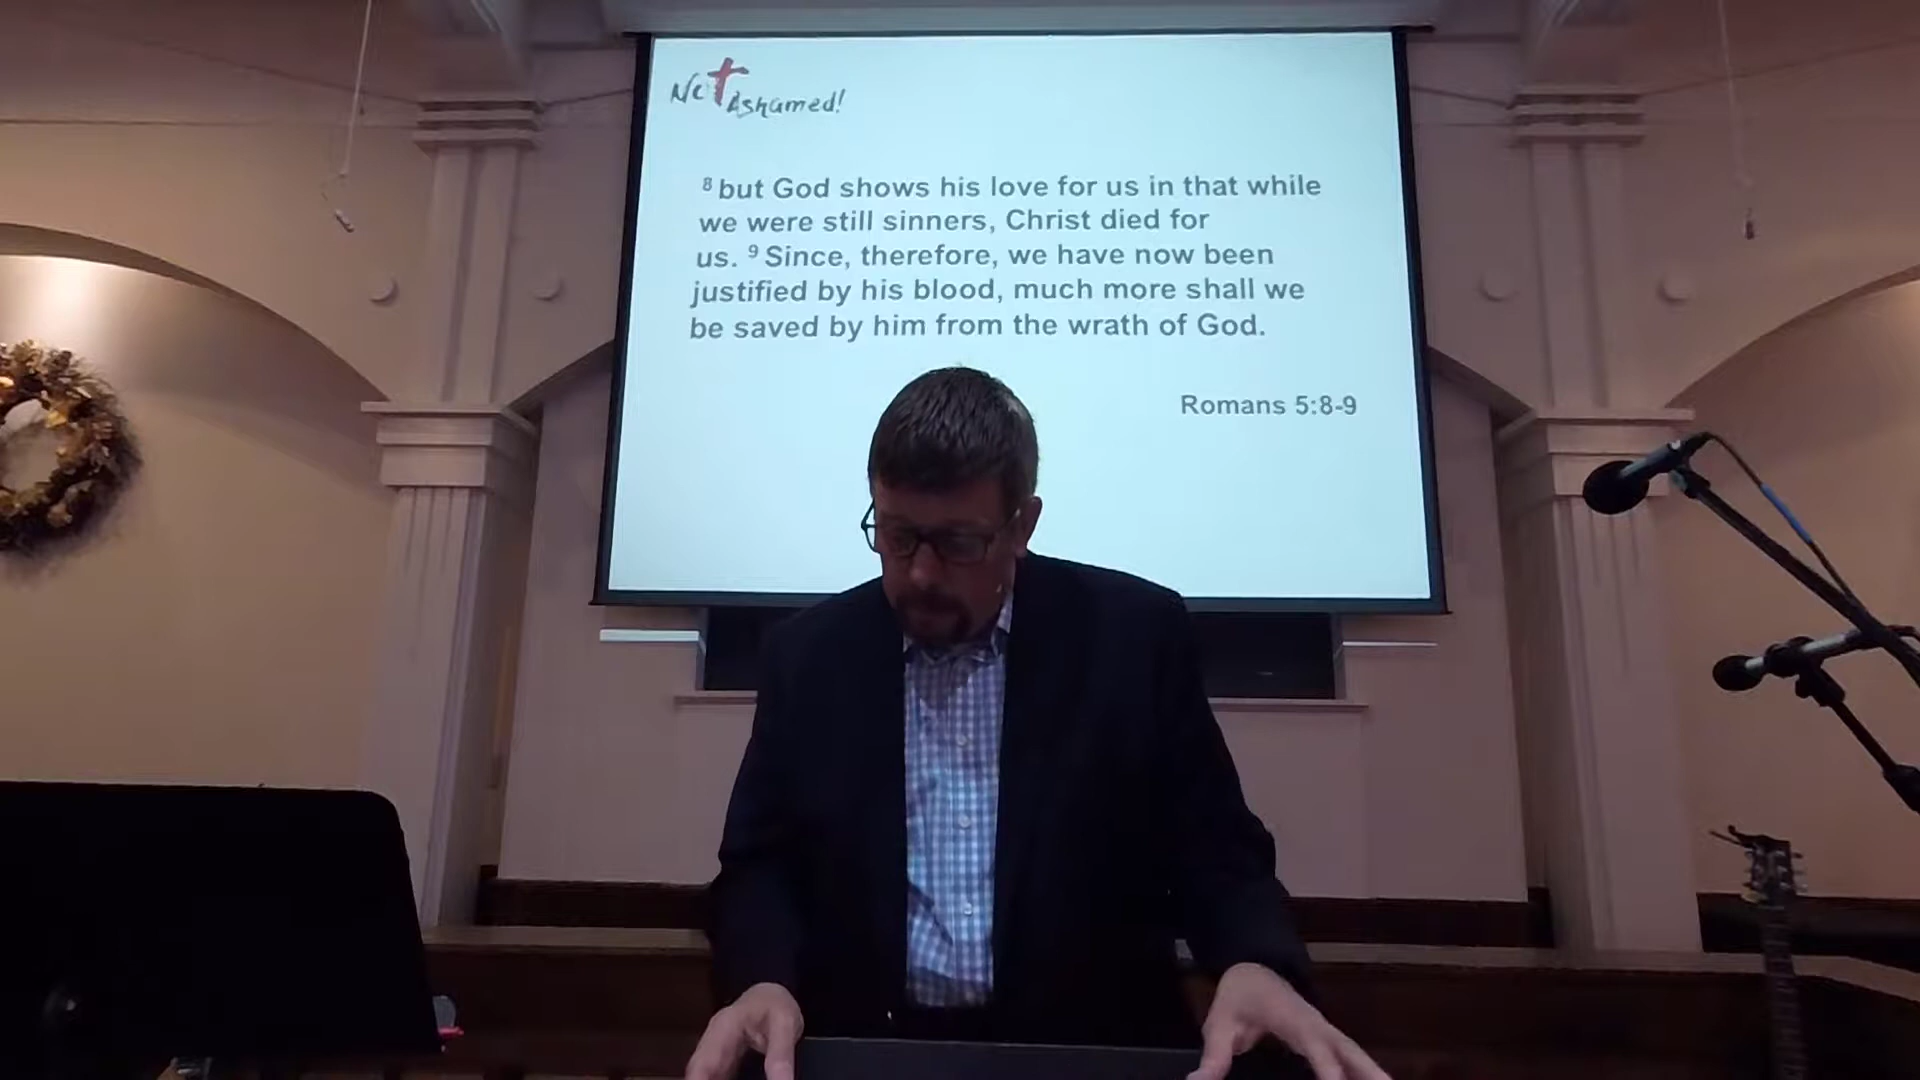 Not Ashamed!
⁸ but God shows his love for us in that while
we were still sinners, Christ died for
us. ⁹ Since, therefore, we have now been
justified by his blood, much more shall we
be saved by him from the wrath of God.
Romans 5:8-9